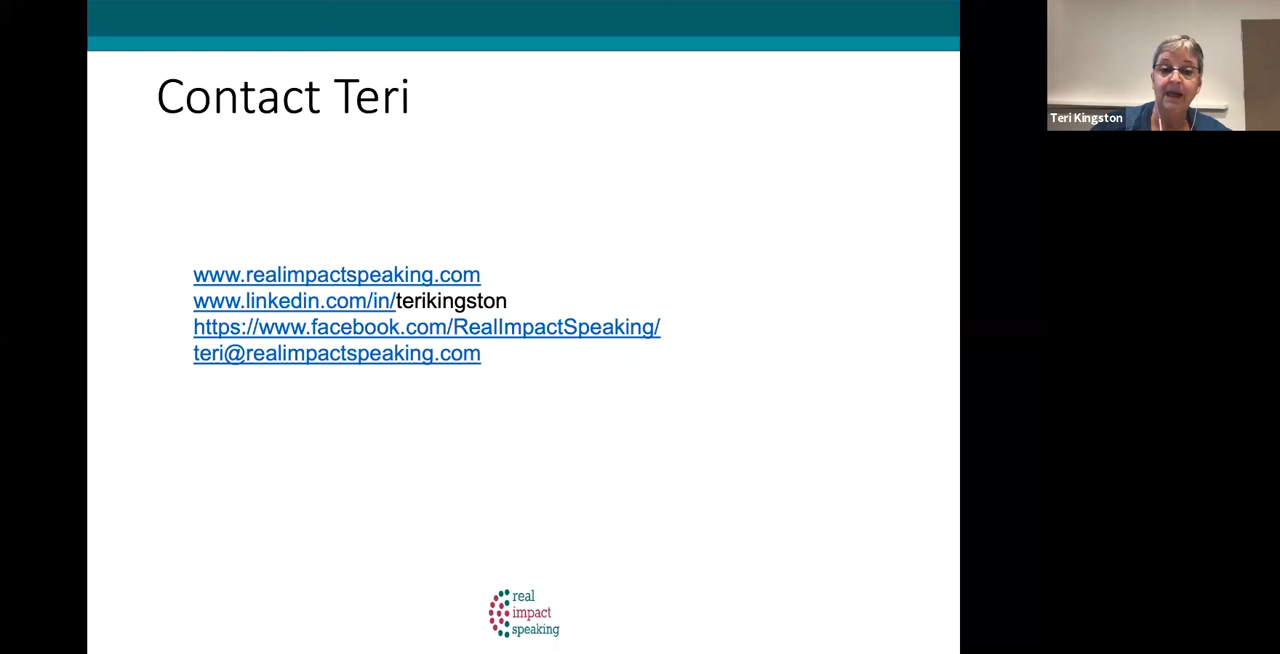 Contact Teri
Teri Kingston
www.realimpactspeaking.com
www.linkedin.com/in/terikingston
https://www.facebook.com/RealImpactSpeaking/
teri@realimpactspeaking.com
real
impact
speaking